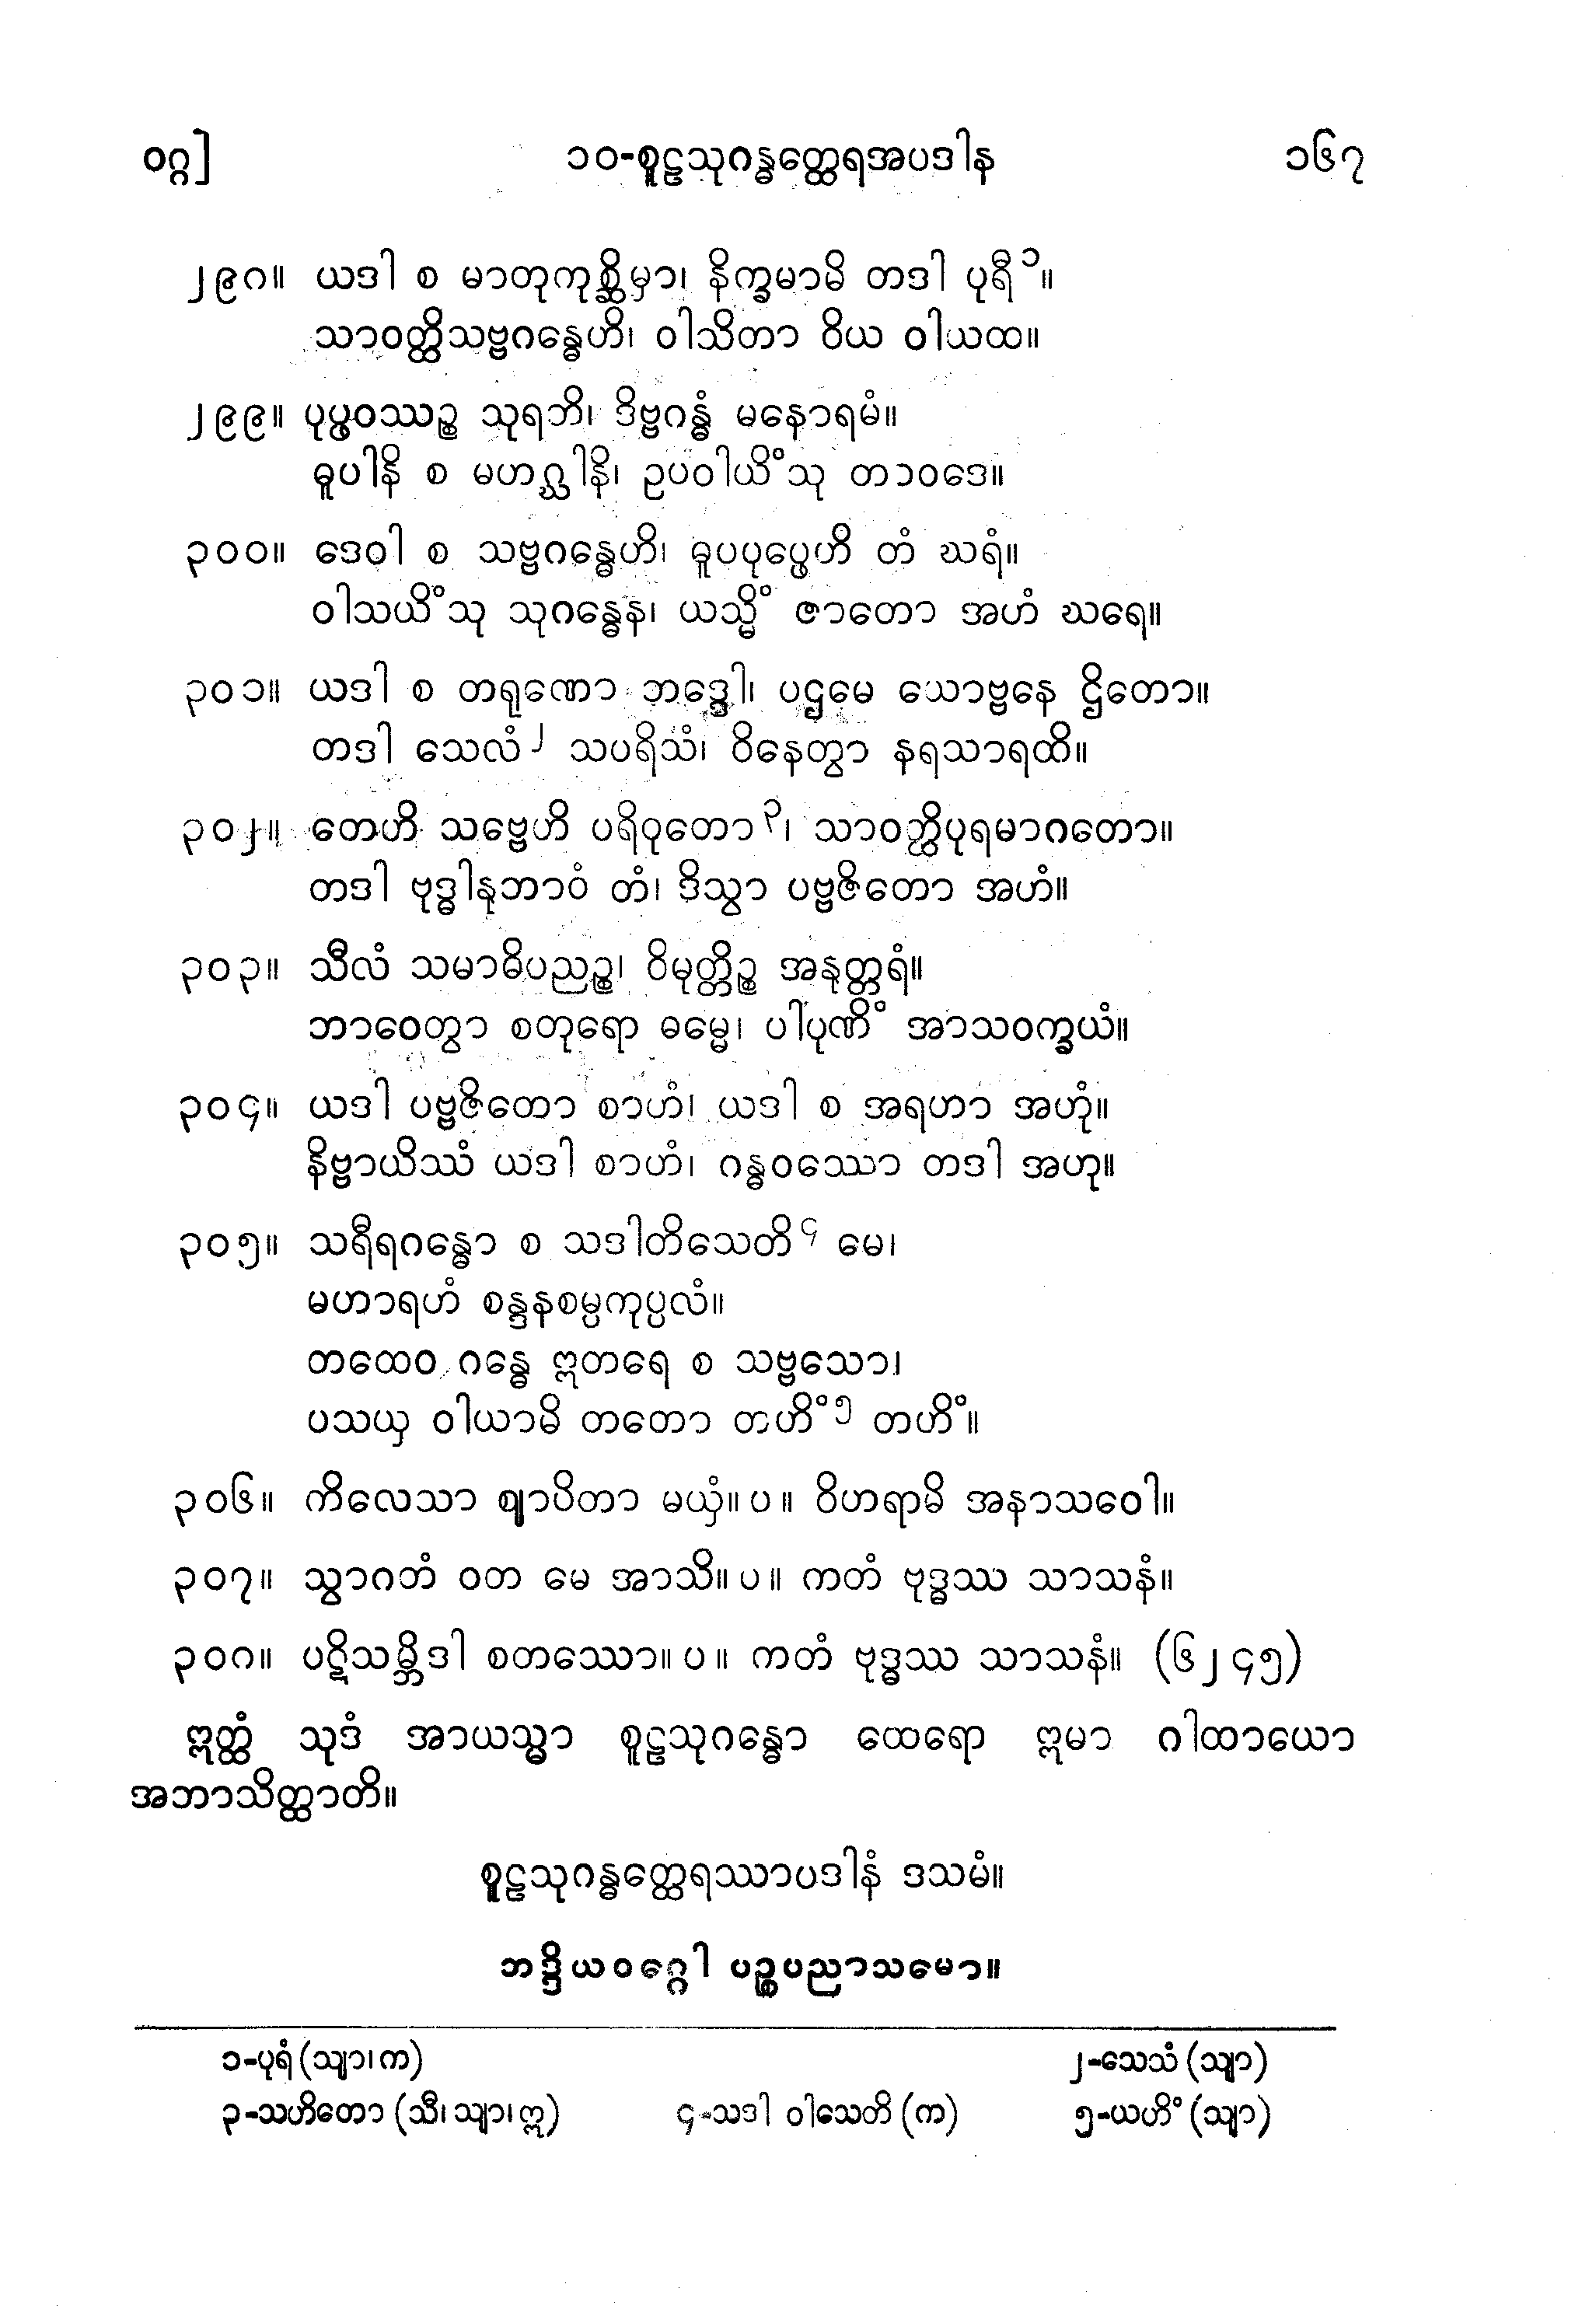 ဝဂ္ဂ] ၁၀-စူဠသုဂန္ဓတ္ထေရအပဒါန ၁၆၇
၂၉၈။ ယဒါ စ မာတုကုစ္ဆိမှာ၊ နိက္ခမာမိ တဒါ ပုရီ၁။
သာဝတ္ထိသဗ္ဗဂန္ဓေဟိ၊ ဝါသိတာ ဝိယ ဝါယထ။
၂၉၉။ ပုပ္ဖဝဿဉ္စ သုရဘိ၊ ဒိဗ္ဗဂန္ဓံ မနောရမံ။
ဓူပါနိ စ မဟဂ္ဃါနိ၊ ဥပဝါယိံသု တာဝဒေ။
၃၀၀။ ဒေဝါ စ သဗ္ဗဂန္ဓေဟိ၊ ဓူပပုပ္ဖေဟိ တံ ဃရံ။
ဝါသယိံသု သုဂန္ဓေန၊ ယသ္မိံ ဇာတော အဟံ ဃရေ။
၃၀၁။ ယဒါ စ တရုဏော ဘဒ္ဒေါ၊ ပဌမေ ယောဗ္ဗနေ ဌိတော။
တဒါ သေလံ၂ သပရိသံ၊ ဝိနေတွာ နရသာရထိ။
၃၀၂။ တေဟိ သဗ္ဗေဟိ ပရိဝုတော၃၊ သာဝတ္ထိပုရမာဂတော။
တဒါ ဗုဒ္ဓါနုဘာဝံ တံ၊ ဒိသွာ ပဗ္ဗဇိတော အဟံ။
၃၀၃။ သီလံ သမာဓိပညဉ္စ၊ ဝိမုတ္တိဉ္စ အနုတ္တရံ။
ဘာဝေတွာ စတုရော ဓမ္မေ၊ ပါပုဏိံ အာသဝက္ခယံ။
၃၀၄။ ယဒါ ပဗ္ဗဇိတော စာဟံ၊ ယဒါ စ အရဟာ အဟုံ။
နိဗ္ဗာယိဿံ ယဒါ စာဟံ၊ ဂန္ဓဝဿော တဒါ အဟု။
၃၀၅။ သရီရဂန္ဓော စ သဒါတိသေတိ၄ မေ၊
မဟာရဟံ စန္ဒနစမ္ပကုပ္ပလံ။
တထေဝ ဂန္ဓေ ဣတရေ စ သဗ္ဗသော၊
ပသယှ ဝါယာမိ တတော တဟိံ၅ တဟိံ။
၃၀၆။ ကိလေသာ ဈာပိတာ မယှံ။ပ။ ဝိဟရာမိ အနာသဝေါ။
၃၀၇။ သွာဂတံ ဝတ မေ အာသိ။ပ။ ကတံ ဗုဒ္ဓဿ သာသနံ။
၃၀၈။ ပဋိသမ္ဘိဒါ စတဿော။ပ။ ကတံ ဗုဒ္ဓဿ သာသနံ။ (၆၂၄၅)
ဣတ္ထံ သုဒံ အာယသ္မာ စူဠသုဂန္ဓော ထေရော ဣမာ ဂါထာယော
အဘာသိတ္ထာတိ။
စူဠသုဂန္ဓတ္ထေရဿာပဒါနံ ဒသမံ။
ဘဒ္ဒိယဝဂ္ဂေါ ပဉ္စပညာသမော။
၁-ပုရံ (သျာ၊က) ၂-သေသံ (သျာ)
၃-သဟိတော (သီ၊သျာ၊ဣ) ၄-သဒါ ဝါသေတိ (က) ၅-ယဟိံ (သျာ)